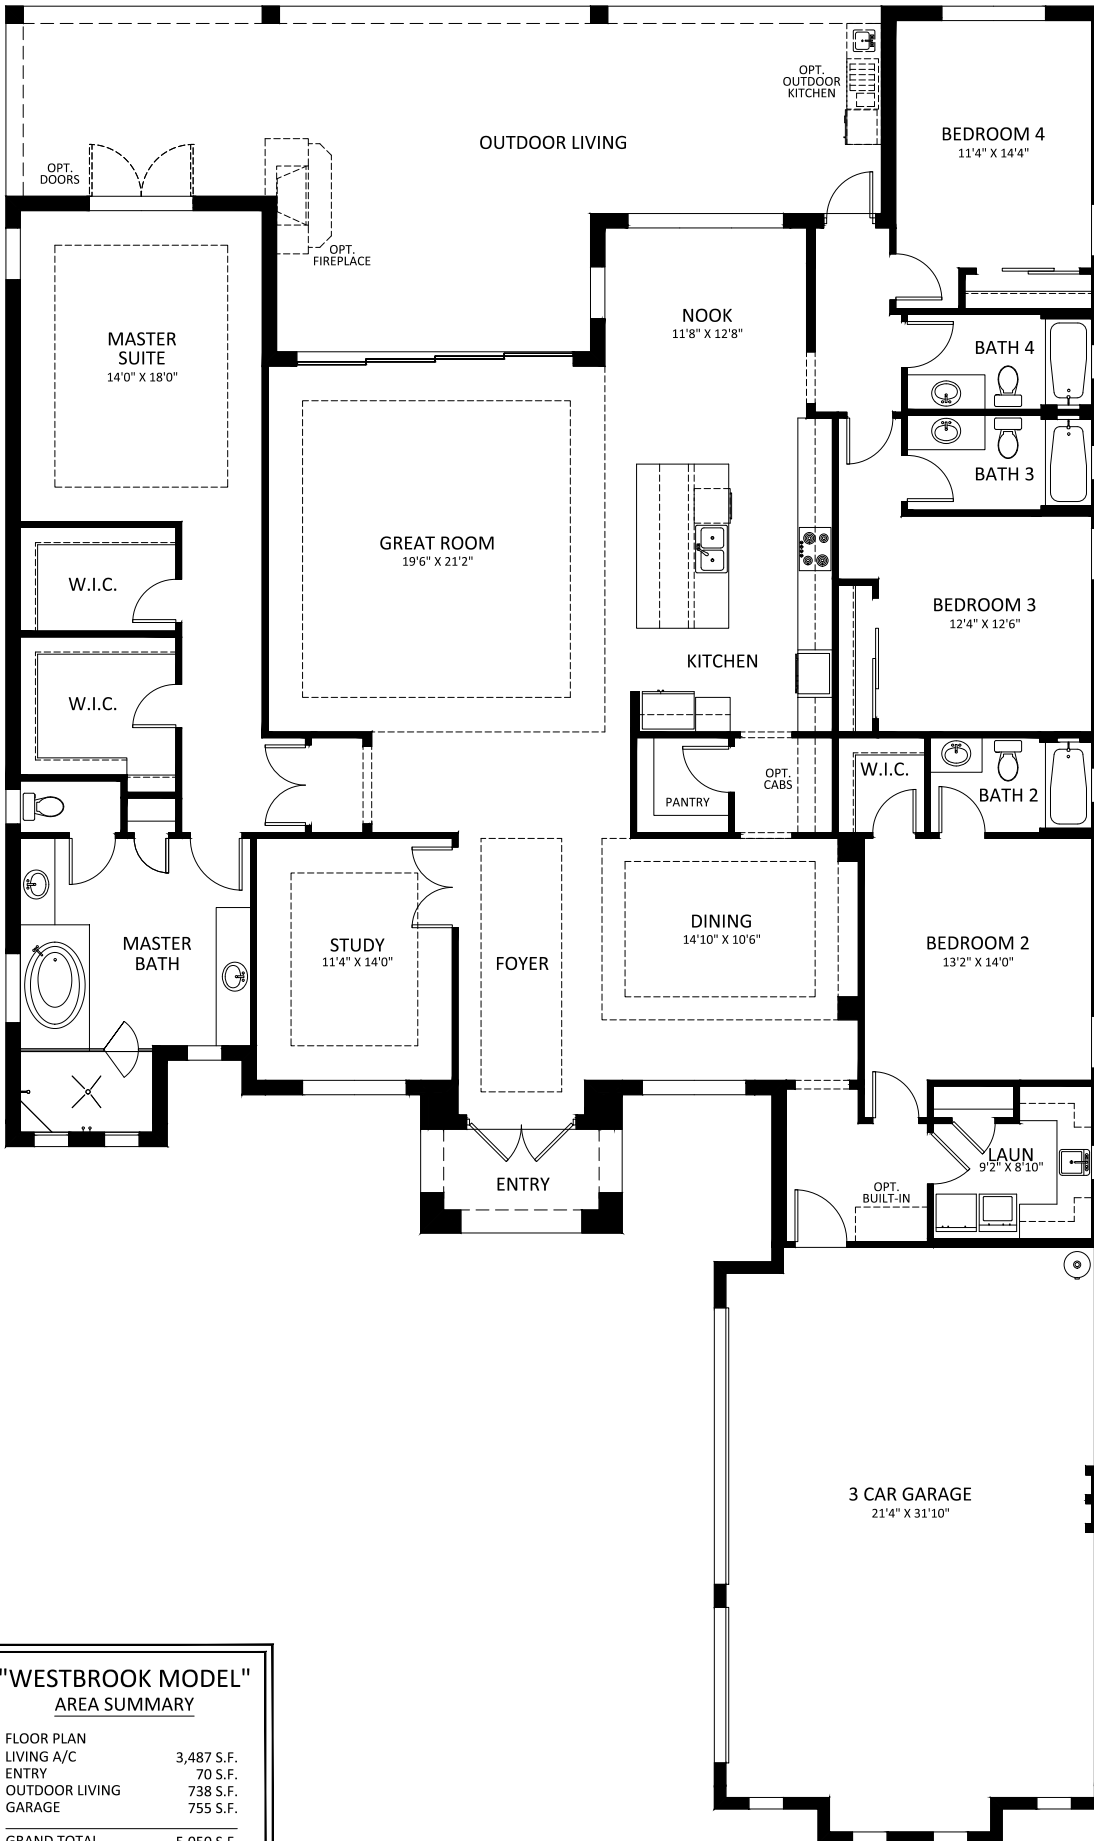 OPT.
OUTDOOR
KITCHEN
BEDROOM 4
11'4" X 14'4"
OUTDOOR LIVING
OPT.
DOORS
OPT.
FIREPLACE
NOOK
11'8" X 12'8"
MASTER
SUITE
14'0" X 18'0"
BATH 4
BATH 3
GREAT ROOM
19'6" X 21'2"
W.I.C.
BEDROOM 3
12'4" X 12'6"
KITCHEN
W.I.C.
W.I.C.
OPT.
CABS
PANTRY
BATH 2
DINING
14'10" X 10'6"
MASTER
BATH
STUDY
11'4" X 14'0"
FOYER
BEDROOM 2
13'2" X 14'0"
LAUN
9'2" X 8'10"
ENTRY
OPT.
BUILT-IN
3 CAR GARAGE
21'4" X 31'10"
"WESTBROOK MODEL"
AREA SUMMARY
FLOOR PLAN
LIVING A/C 3,487 S.F.
ENTRY 70 S.F.
OUTDOOR LIVING 738 S.F.
GARAGE 755 S.F.
GRAND TOTAL 5,050 S.F.